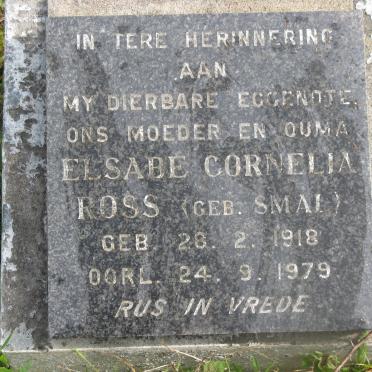 IN TERE HERINNERING
AAN
MY DIERBARE EGGENOTE,
ONS MOEDER EN OUMA
ELSABE CORNELIA
ROSS (GEB. SMAL)
GEB. 28. 2. 1918
OORL. 24. 9. 1979
RUS IN VREDE